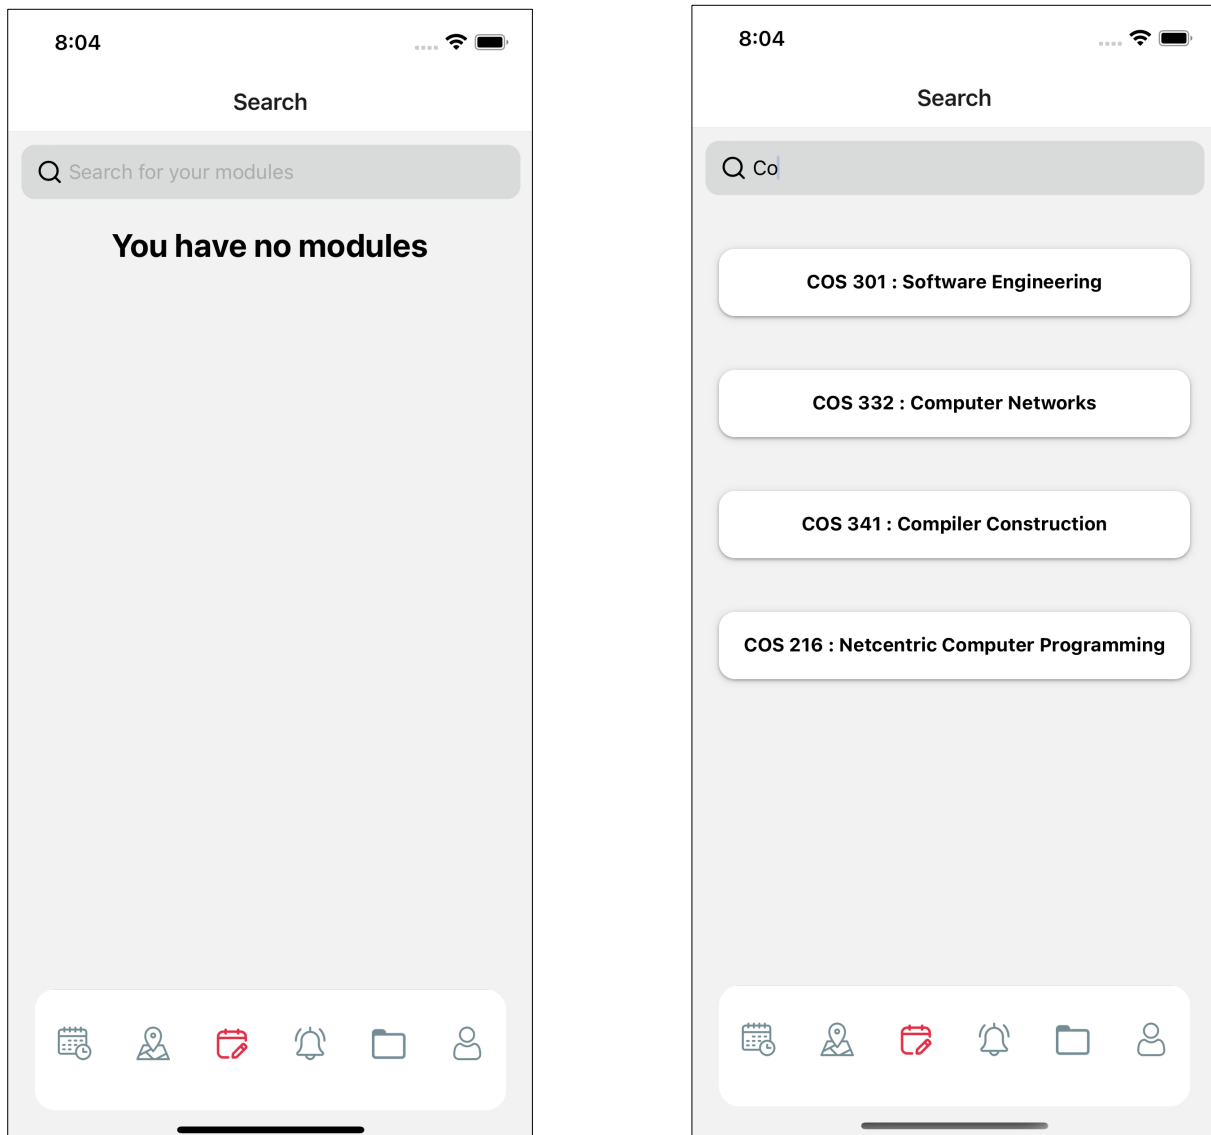 8:04
Search
Search for your modules
You have no modules
8:04
Search
Co
COS 301 : Software Engineering
COS 332 : Computer Networks
COS 341 : Compiler Construction
COS 216 : Netcentric Computer Programming